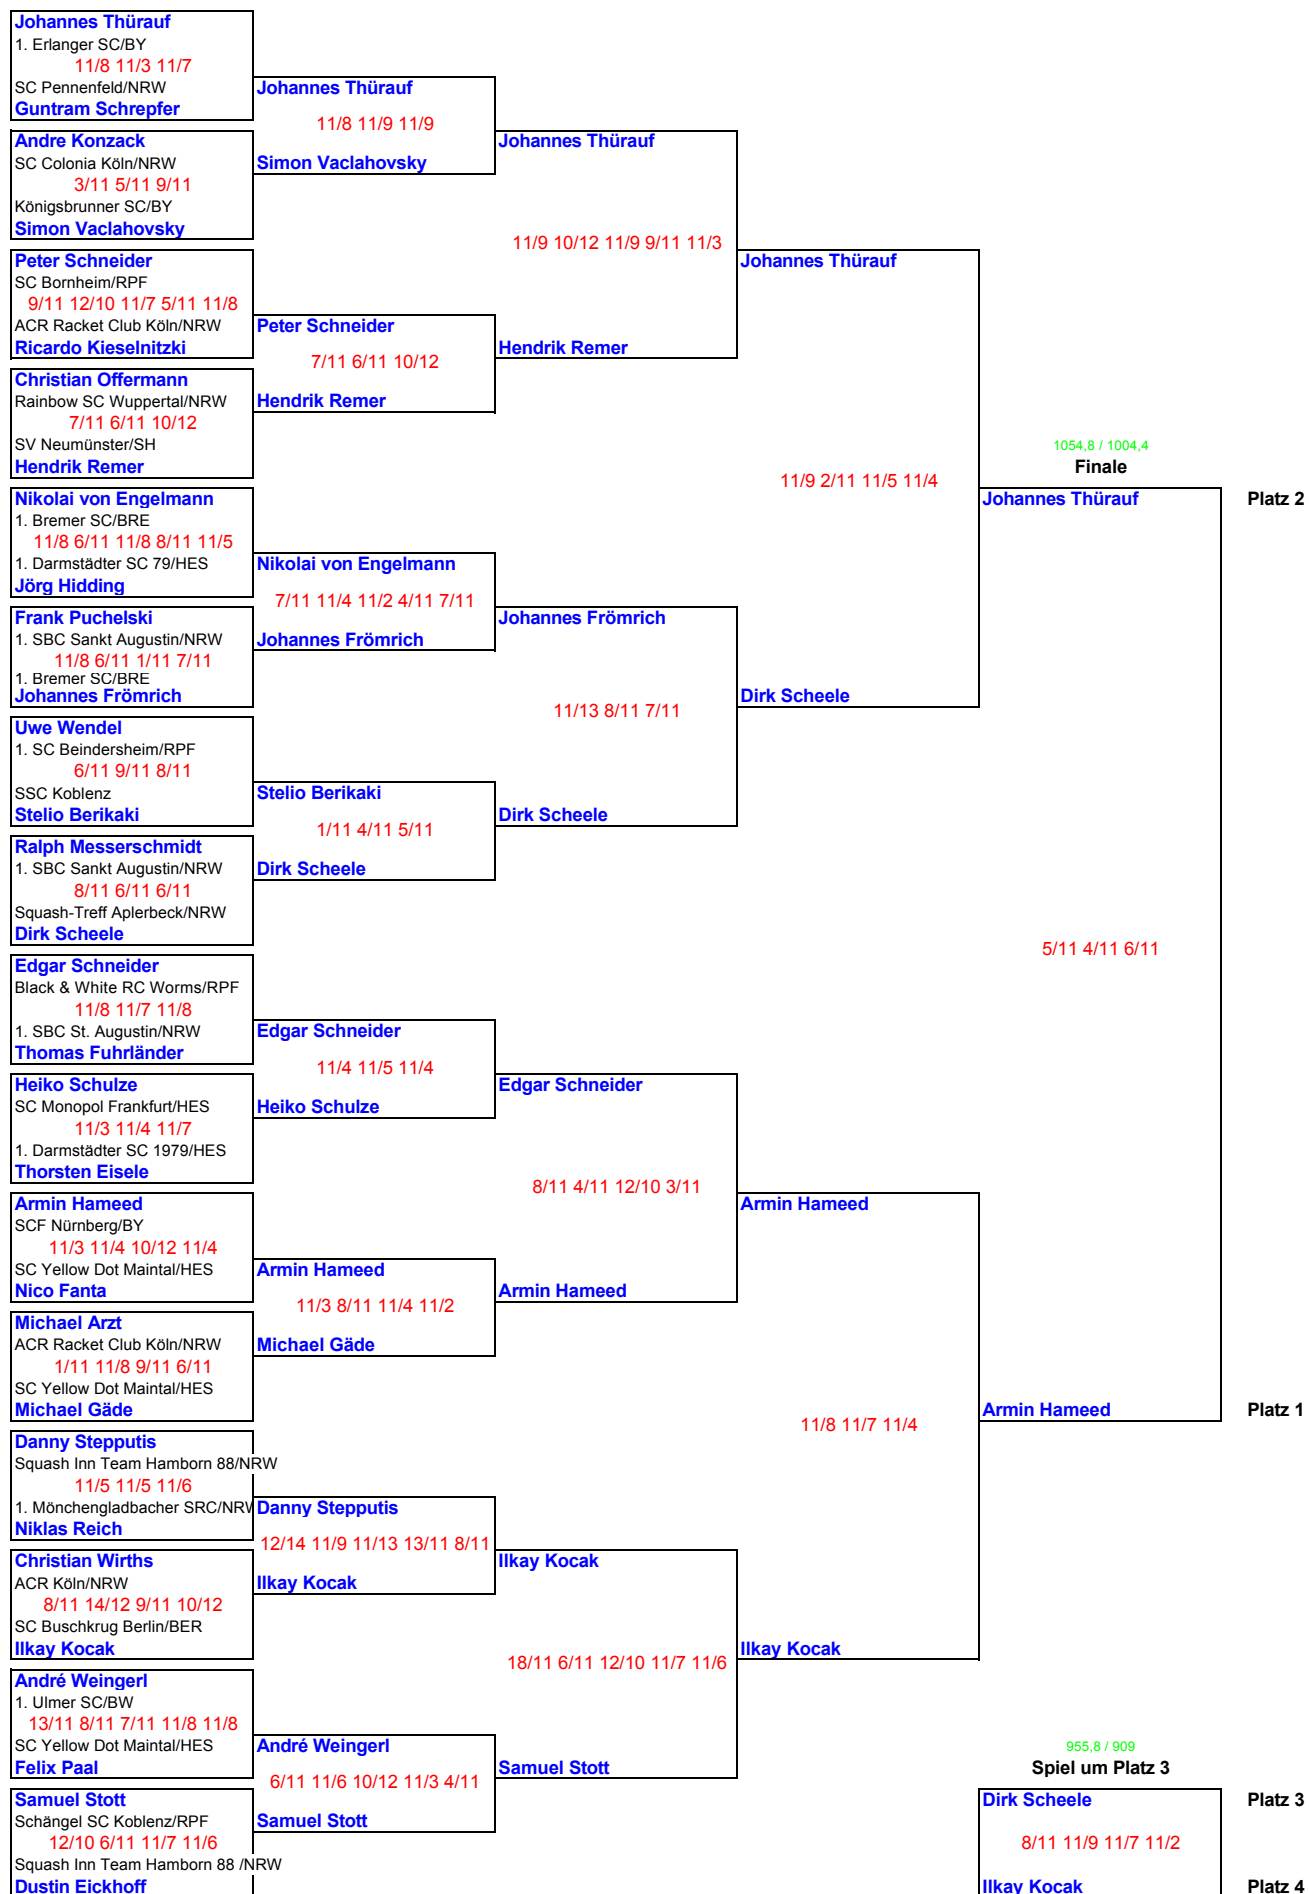 Johannes Thürauf
1. Erlanger SC/BY
11/8 11/3 11/7
SC Pennenfeld/NRW
Guntram Schrepfer
Andre Konzack
SC Colonia Köln/NRW
3/11 5/11 9/11
Königsbrunner SC/BY
Simon Vaclahovsky
Peter Schneider
SC Bornheim/RPF
9/11 12/10 11/7 5/11 11/8
ACR Racket Club Köln/NRW
Ricardo Kieselnitzki
Christian Offermann
Rainbow SC Wuppertal/NRW
7/11 6/11 10/12
SV Neumünster/SH
Hendrik Remer
Nikolai von Engelmann
1. Bremer SC/BRE
11/8 6/11 11/8 8/11 11/5
1. Darmstädter SC 79/HES
Jörg Hidding
Frank Puchelski
1. SBC Sankt Augustin/NRW
11/8 6/11 1/11 7/11
1. Bremer SC/BRE
Johannes Frömrich
Uwe Wendel
1. SC Beindersheim/RPF
6/11 9/11 8/11
SSC Koblenz
Stelio Berikaki
Ralph Messerschmidt
1. SBC Sankt Augustin/NRW
8/11 6/11 6/11
Squash-Treff Aplerbeck/NRW
Dirk Scheele
Edgar Schneider
Black & White RC Worms/RPF
11/8 11/7 11/8
1. SBC St. Augustin/NRW
Thomas Fuhrländer
Heiko Schulze
SC Monopol Frankfurt/HES
11/3 11/4 11/7
1. Darmstädter SC 1979/HES
Thorsten Eisele
Armin Hameed
SCF Nürnberg/BY
11/3 11/4 10/12 11/4
SC Yellow Dot Maintal/HES
Nico Fanta
Michael Arzt
ACR Racket Club Köln/NRW
1/11 11/8 9/11 6/11
SC Yellow Dot Maintal/HES
Michael Gäde
Danny Stepputis
Squash Inn Team Hamborn 88/NRW
11/5 11/5 11/6
1. Mönchengladbacher SRC/NRW
Niklas Reich
Christian Wirths
ACR Köln/NRW
8/11 14/12 9/11 10/12
SC Buschkrug Berlin/BER
Ilkay Kocak
André Weingerl
1. Ulmer SC/BW
13/11 8/11 7/11 11/8 11/8
SC Yellow Dot Maintal/HES
Felix Paal
Samuel Stott
Schängel SC Koblenz/RPF
12/10 6/11 11/7 11/6
Squash Inn Team Hamborn 88 /NRW
Dustin Eickhoff
Johannes Thürauf
11/8 11/9 11/9
Simon Vaclahovsky
Peter Schneider
7/11 6/11 10/12
Hendrik Remer
Nikolai von Engelmann
7/11 11/4 11/2 4/11 7/11
Johannes Frömrich
Stelio Berikaki
1/11 4/11 5/11
Dirk Scheele
Edgar Schneider
11/4 11/5 11/4
Heiko Schulze
Armin Hameed
11/3 8/11 11/4 11/2
Michael Gäde
Danny Stepputis
12/14 11/9 11/13 13/11 8/11
Ilkay Kocak
André Weingerl
6/11 11/6 10/12 11/3 4/11
Samuel Stott
Johannes Thürauf
11/9 10/12 11/9 9/11 11/3
Hendrik Remer
Johannes Frömrich
11/13 8/11 7/11
Dirk Scheele
Edgar Schneider
8/11 4/11 12/10 3/11
Armin Hameed
Ilkay Kocak
18/11 6/11 12/10 11/7 11/6
Samuel Stott
Johannes Thürauf
11/9 2/11 11/5 11/4
Dirk Scheele
Armin Hameed
11/8 11/7 11/4
Ilkay Kocak
1054,8 / 1004,4
Finale
Johannes Thürauf
Platz 2
5/11 4/11 6/11
Armin Hameed
Platz 1
955,8 / 909
Spiel um Platz 3
Dirk Scheele
Platz 3
8/11 11/9 11/7 11/2
Ilkay Kocak
Platz 4